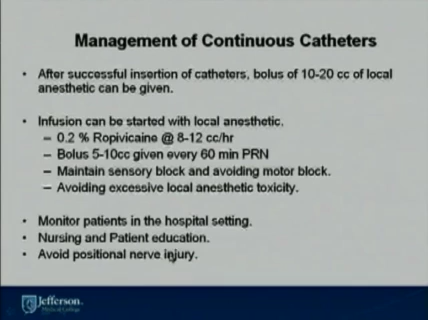 Management of Continuous Catheters
• After successful insertion of catheters, bolus of 10-20 cc of local
anesthetic can be given.
• Infusion can be started with local anesthetic.
– 0.2 % Ropivicaine @ 8-12 cc/hr
– Bolus 5-10cc given every 60 min PRN
– Maintain sensory block and avoiding motor block.
– Avoiding excessive local anesthetic toxicity.
• Monitor patients in the hospital setting.
• Nursing and Patient education.
• Avoid positional nerve injury.
Jefferson
Medical College